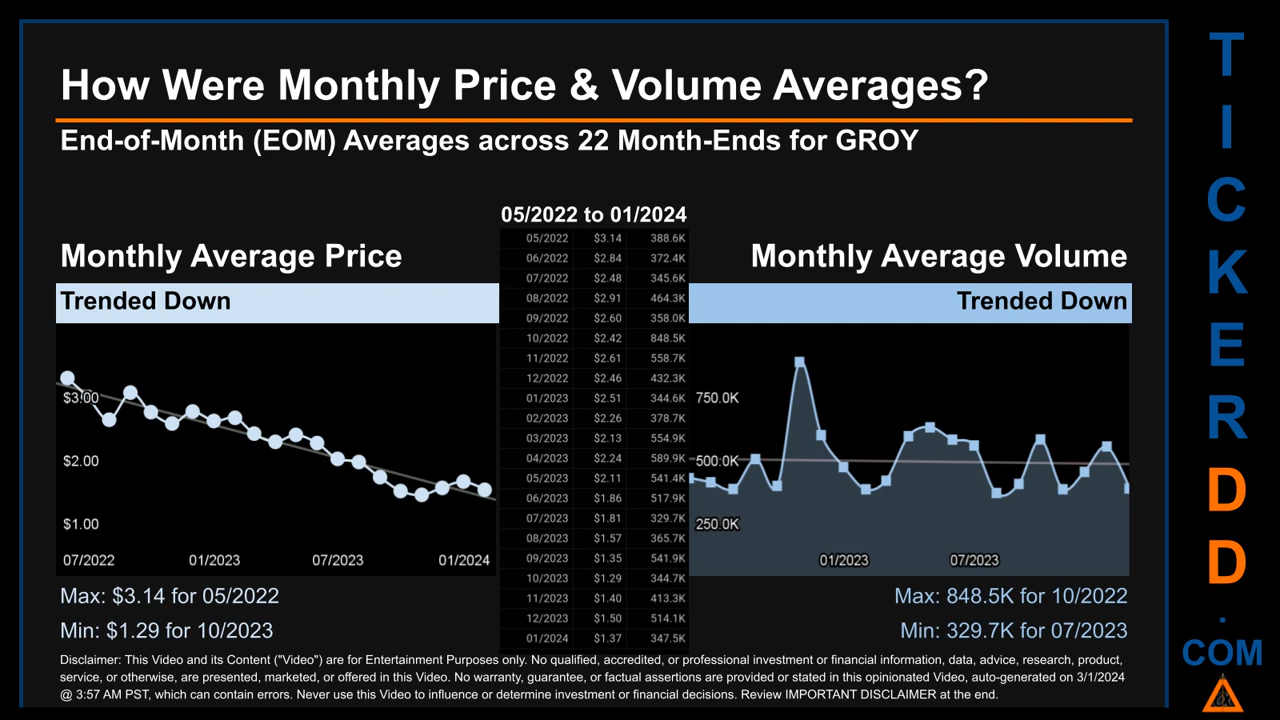 How Were Monthly Price & Volume Averages?
End-of-Month (EOM) Averages across 22 Month-Ends for GROY
05/2022 to 01/2024
Monthly Average Price
Trended Down
$3.00
$2.00
$1.00
07/2022 01/2023 07/2023 01/2024
Max: $3.14 for 05/2022
Min: $1.29 for 10/2023
05/2022 $3.14 388.6K
06/2022 $2.84 372.4K
07/2022 $2.48 345.6K
08/2022 $2.91 464.3K
09/2022 $2.60 358.0K
10/2022 $2.42 848.5K
11/2022 $2.61 558.7K
12/2022 $2.46 432.3K
01/2023 $2.51 344.6K
02/2023 $2.26 378.7K
03/2023 $2.13 554.9K
04/2023 $2.24 589.9K
05/2023 $2.11 541.4K
06/2023 $1.86 517.9K
07/2023 $1.81 329.7K
08/2023 $1.57 365.7K
09/2023 $1.35 541.9K
10/2023 $1.29 344.7K
11/2023 $1.40 413.3K
12/2023 $1.50 514.1K
01/2024 $1.37 347.5K
Monthly Average Volume
Trended Down
750.0K
500.0K
250.0K
01/2023 07/2023
Max: 848.5K for 10/2022
Min: 329.7K for 07/2023
Disclaimer: This Video and its Content ("Video") are for Entertainment Purposes only. No qualified, accredited, or professional investment or financial information, data, advice, research, product,
service, or otherwise, are presented, marketed, or offered in this Video. No warranty, guarantee, or factual assertions are provided or stated in this opinionated Video, auto-generated on 3/1/2024
@ 3:57 AM PST, which can contain errors. Never use this Video to influence or determine investment or financial decisions. Review IMPORTANT DISCLAIMER at the end.
T
I
C
K
E
R
D
D
.
COM